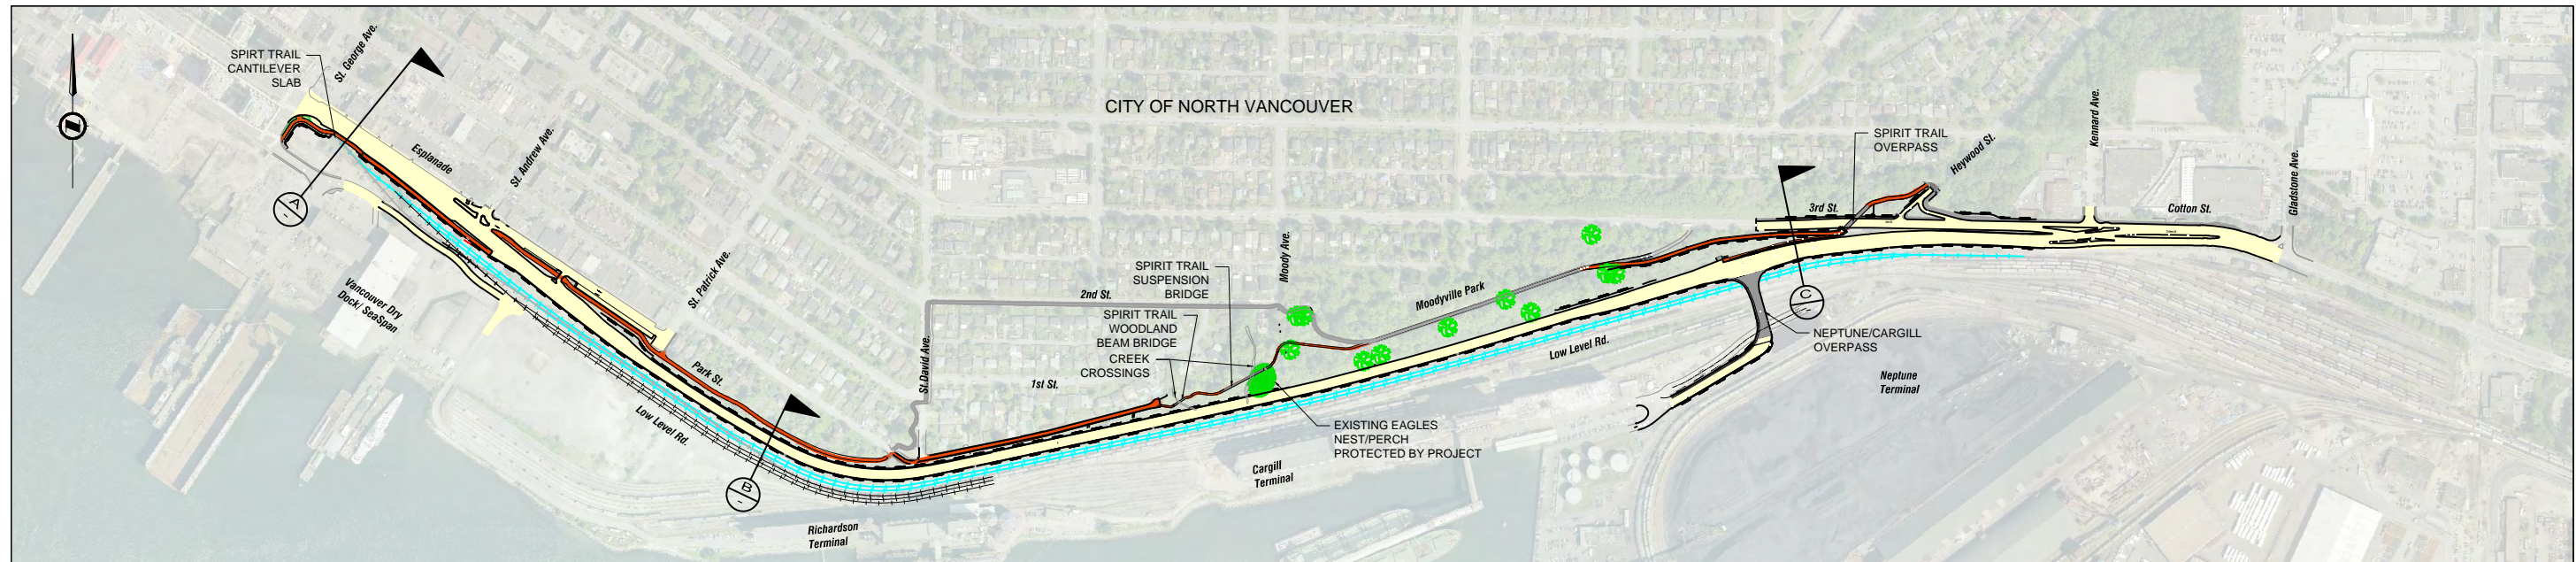 SPIRT TRAIL
CANTILEVER
SLAB
St. George Ave.
CITY OF NORTH VANCOUVER
Esplanade
St. Andrew Ave.
A
-
Vancouver Dry
Dock/ SeaSpan
St. Patrick Ave.
Park St.
Low Level Rd.
B
-
Richardson
Terminal
St.David Ave.
2nd St.
1st St.
SPIRIT TRAIL
SUSPENSION
BRIDGE
SPIRIT TRAIL
WOODLAND
BEAM BRIDGE
CREEK
CROSSINGS
Moody Ave.
Moodyville Park
EXISTING EAGLES
NEST/PERCH
PROTECTED BY PROJECT
Cargill
Terminal
Low Level Rd.
3rd St.
SPIRIT TRAIL
OVERPASS
Heywood St.
C
-
NEPTUNE/CARGILL
OVERPASS
Neptune
Terminal
Kennard Ave.
Cotton St.
Gladstone Ave.